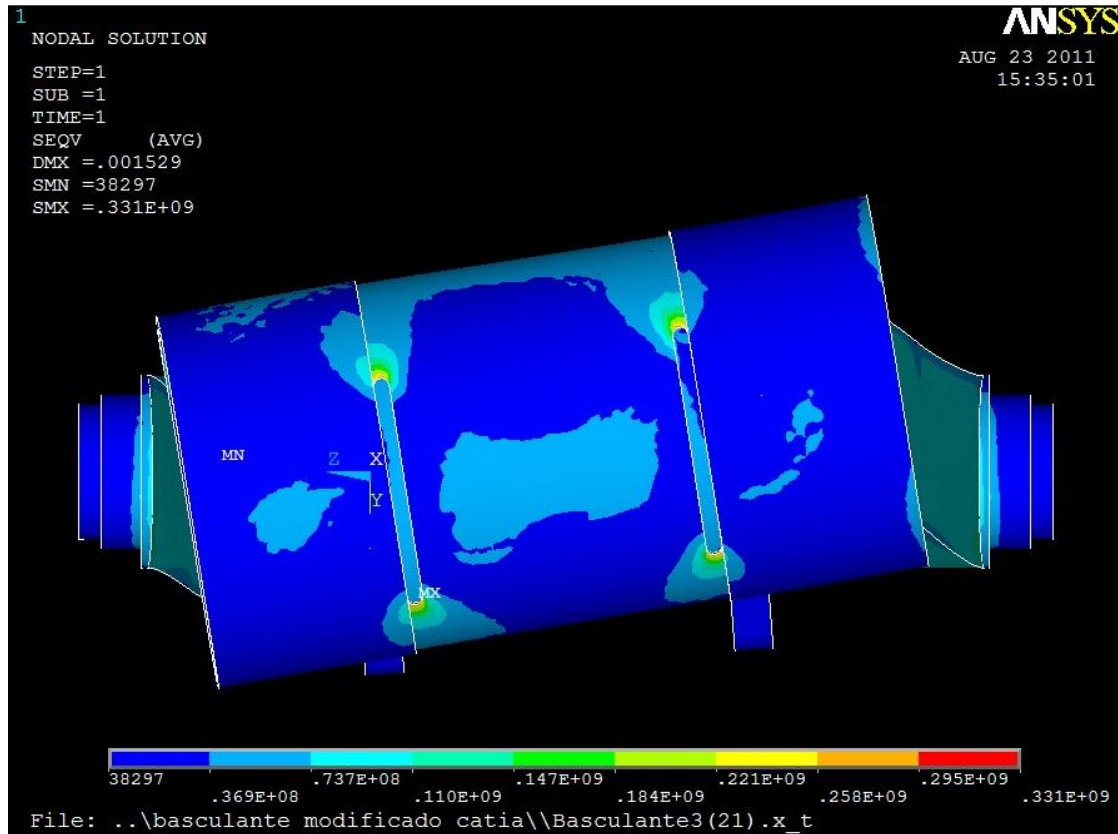 1
ANSYS
NODAL SOLUTION
AUG 23 2011
15:35:01
STEP=1
SUB =1
TIME=1
SEQV     (AVG)
DMX =.001529
SMN =38297
SMX =.331E+09
MN
Z
X
Y
MX
38297
.369E+08
.737E+08
.110E+09
.147E+09
.184E+09
.221E+09
.258E+09
.295E+09
.331E+09
File: ..\basculante modificado catia\\Basculante3(21).x_t